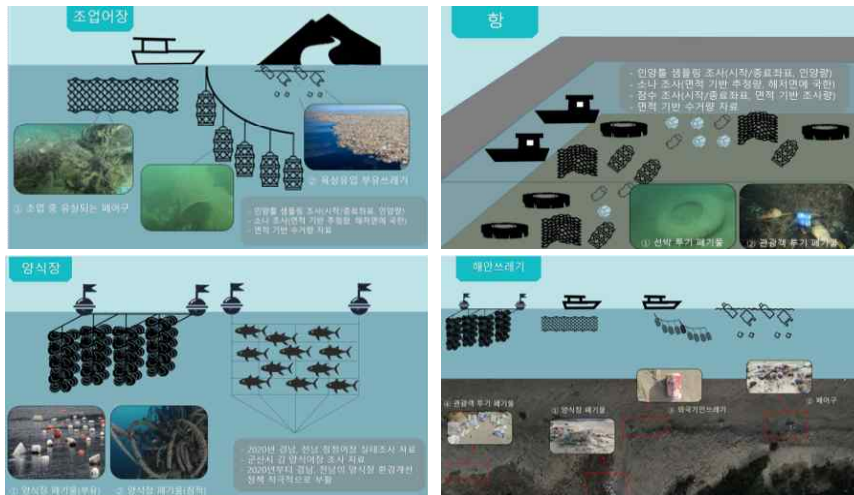 조업어장
② 육상유입 부유쓰레기
① 조업 중 유실되는 폐어구
- 인양틀 샘플링 조사(시작/종료좌표, 인양량)
- 소나 조사(면적 기반 추정량, 해저면에 국한)
- 면적 기반 수거량 자료
항
- 인양틀 샘플링 조사(시작/종료좌표, 인양량)
- 소나 조사(면적 기반 추정량, 해저면에 국한)
- 잠수 조사(시작/종료좌표, 면적 기반 조사량)
- 면적 기반 수거량 자료
① 선박 투기 폐기물
② 관광객 투기 폐기물
양식장
- 2020년 경남, 전남 청정어장 실태조사 자료
- 군산시 김 양식어장 조사 자료
- 2020년부터 경남, 전남의 양식장 환경개선
정책 적극적으로 부활
① 양식장 폐기물(부유)
② 양식장 폐기물(침적)
해안쓰레기
④ 관광객 투기 폐기물
① 양식장 폐기물
③ 외국기인쓰레기
② 폐어구